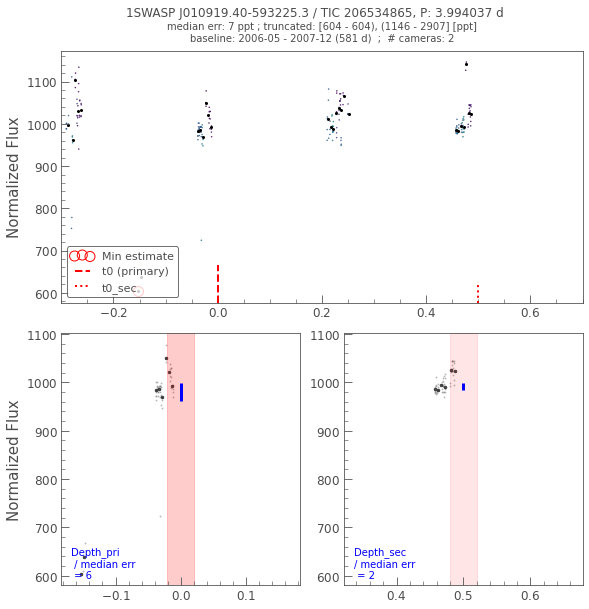 1SWASP J010919.40-593225.3 / TIC 206534865, P: 3.994037 d
median err: 7 ppt ; truncated: [604 – 604), (1146 - 2907] [ppt]
baseline: 2006-05 - 2007-12 (581 d)  ;  # cameras: 2
Normalized Flux
1100
1000
900
800
700
600
Min estimate
t0 (primary)
t0_sec
−0.2
0.0
0.2
0.4
0.6
Normalized Flux
1100
1000
900
800
700
600
Depth_pri
/ median err
= 6
−0.1
0.0
0.1
1100
1000
900
800
700
600
Depth_sec
/ median err
= 2
0.4
0.5
0.6